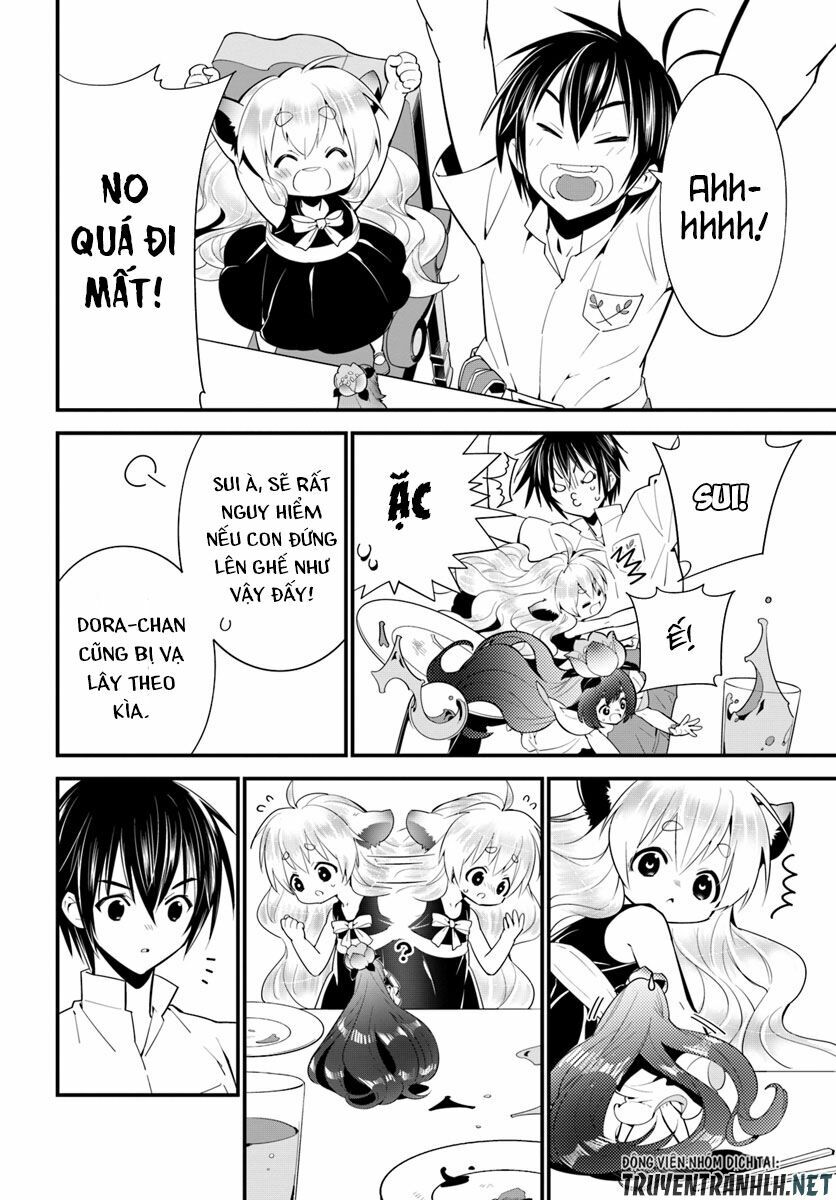 Ahh-
hhhh!
NO
QUÁ ĐI
MẤT!
SUI!
Ế!
ẶC
SUI À, SẼ RẤT
NGUY HIỂM
NẾU CON ĐỨNG
LÊN GHẾ NHƯ
VẬY ĐẤY!
DORA-CHAN
CŨNG BỊ VẠ
LÂY THEO
KÌA.
?
ĐỘNG VIÊN NHÓM DỊCH TẠI:
TRUYENTRANHLH.NET